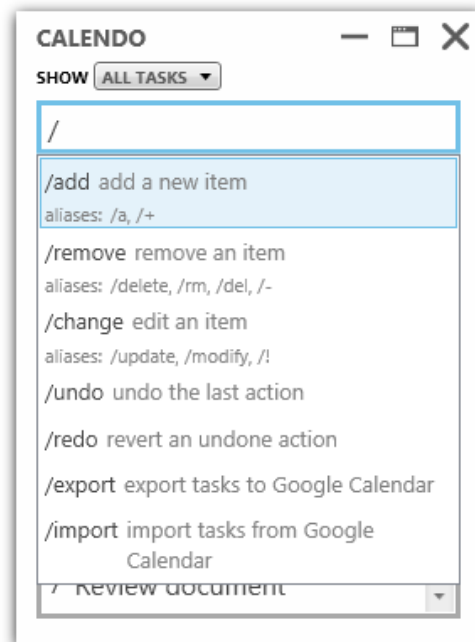 CALENDO
SHOW ALL TASKS
/
/add add a new item
aliases: /a, /+
/remove remove an item
aliases: /delete, /rm, /del, /-
/change edit an item
aliases: /update, /modify, /!
/undo undo the last action
/redo revert an undone action
/export export tasks to Google Calendar
/import import tasks from Google
Calendar
Review document